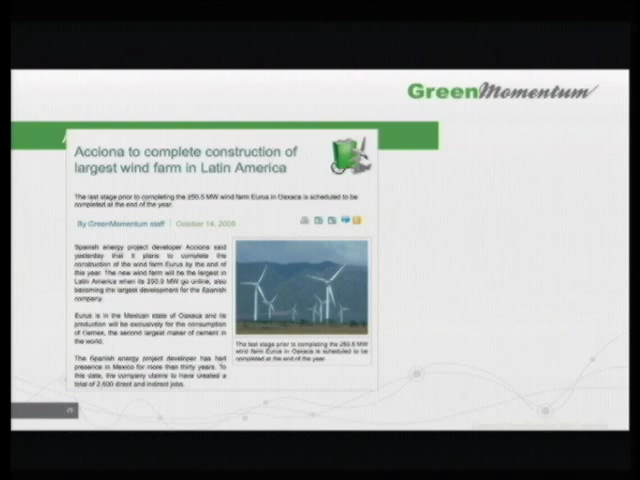 GreenMomentum
Acciona to complete construction of
largest wind farm in Latin America
The last stage prior to completing the 250.5 MW wind farm Eurus in Oaxaca is scheduled to be
completed at the end of the year.
By GreenMomentum staff | October 14, 2009
Spanish energy project developer Acciona said
yesterday that it plans to complete the
construction of the wind farm Eurus by the end of
this year. The new wind farm will be the largest in
Latin America when its 250.5 MW go online, also
becoming the largest development for the Spanish
company.
Eurus is in the Mexican state of Oaxaca and its
production will be exclusively for the consumption
of Cemex, the second largest maker of cement in
the world.
The Spanish energy project developer has had
presence in Mexico for more than thirty years. To
this date, the company claims to have created a
total of 2,600 direct and indirect jobs.
The last stage prior to completing the 250.5 MW
wind farm Eurus in Oaxaca is scheduled to be
completed at the end of the year.